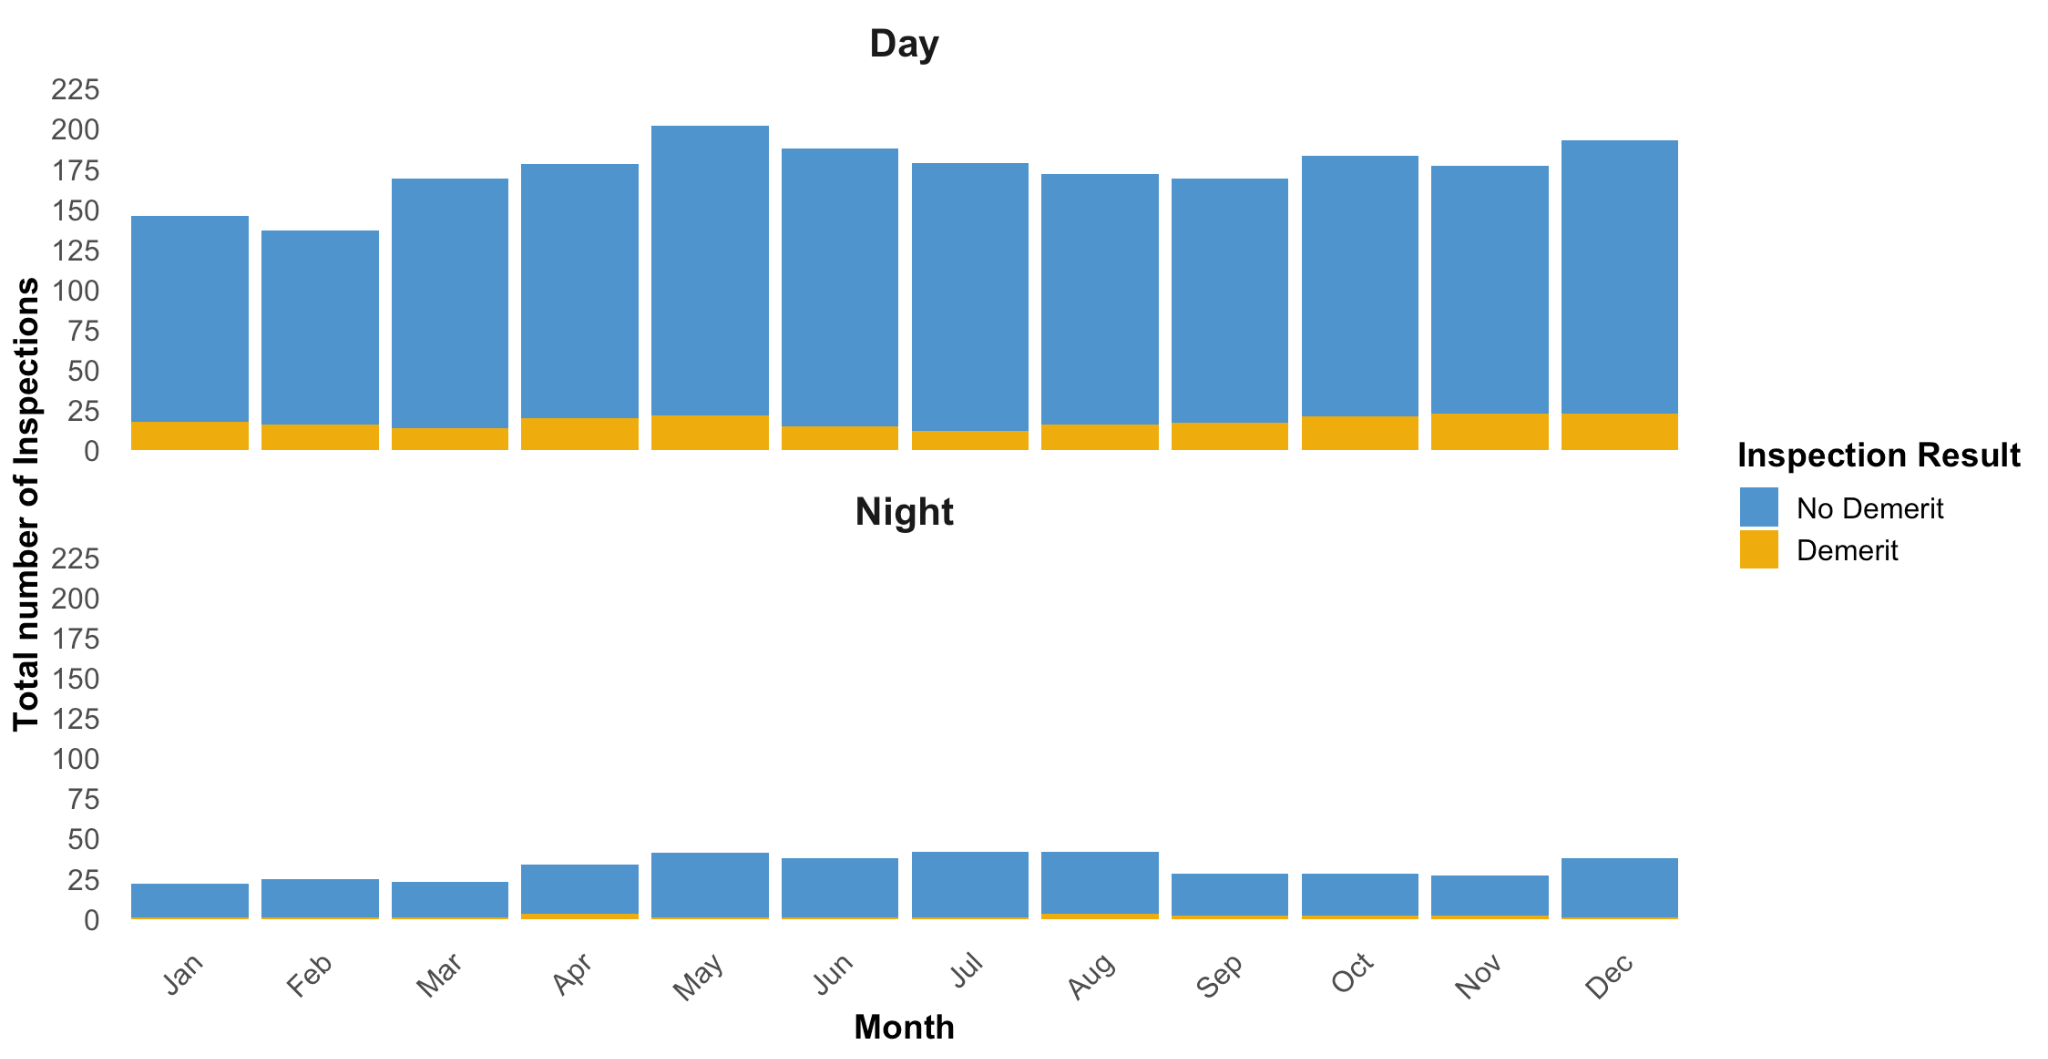 Day
225
200
175
150
125
100
75
50
25
0
Night
225
200
175
150
125
100
75
50
25
0
Total number of Inspections
Jan Feb Mar Apr May Jun Jul Aug Sep Oct Nov Dec
Month
Inspection Result
No Demerit
Demerit